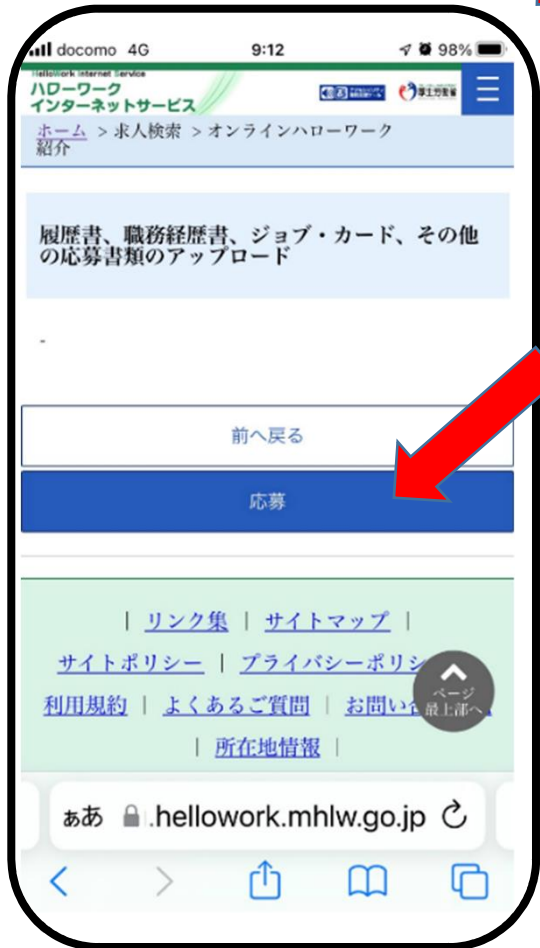 docomo 4G 9:12 98%
HelloWork Internet Service
ハローワーク
インターネットサービス
ホーム > 求人検索 > オンラインハローワーク
紹介
履歴書、職務経歴書、ジョブ・カード、その他
の応募書類のアップロード
-
前へ戻る
応募
| リンク集 | サイトマップ |
サイトポリシー | プライバシーポリシ
利用規約 | よくあるご質問 | お問い合
ページ
最上部へ
| 所在地情報 |
ぁあ .hellowork.mhlw.go.jp